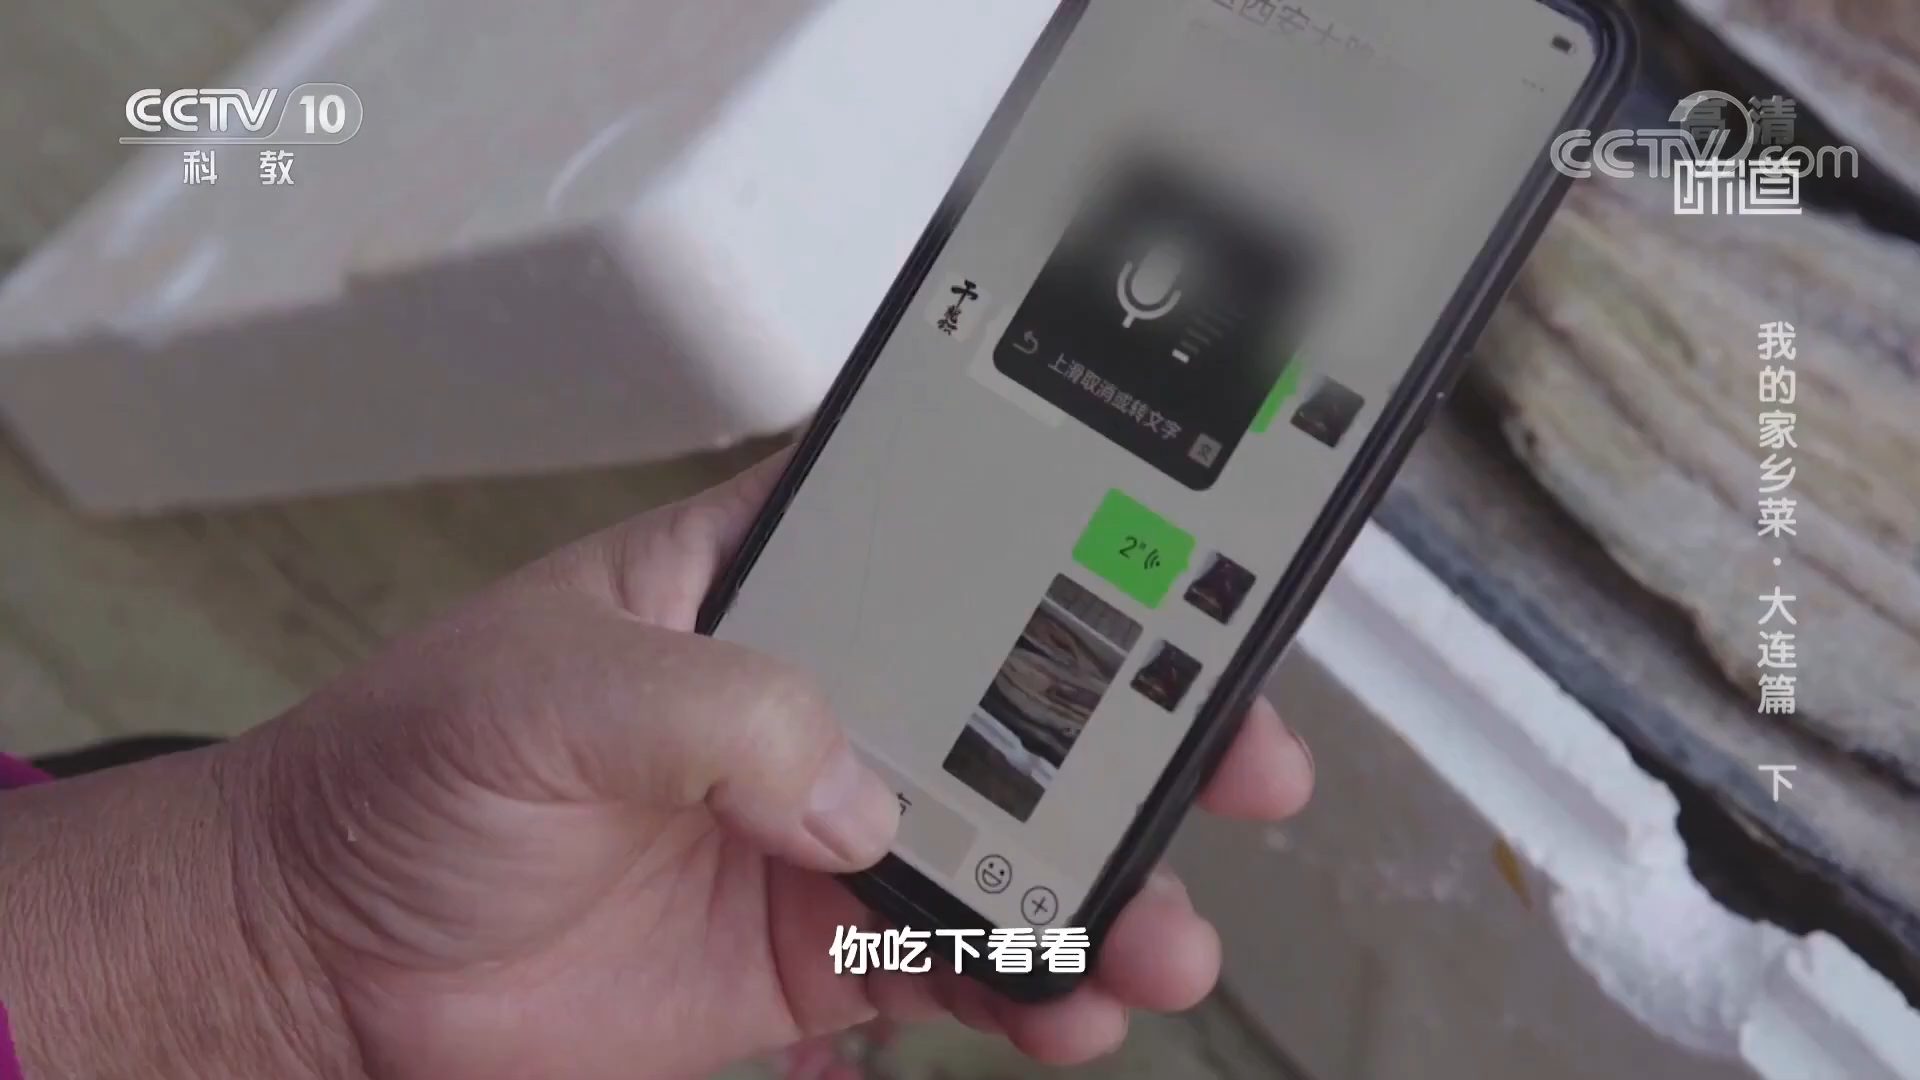 CCTV 10
科 教
高清
CCTV.com
味道
我的家乡菜·大连篇 下
上滑取消或转文字
文
2"
你吃下看看